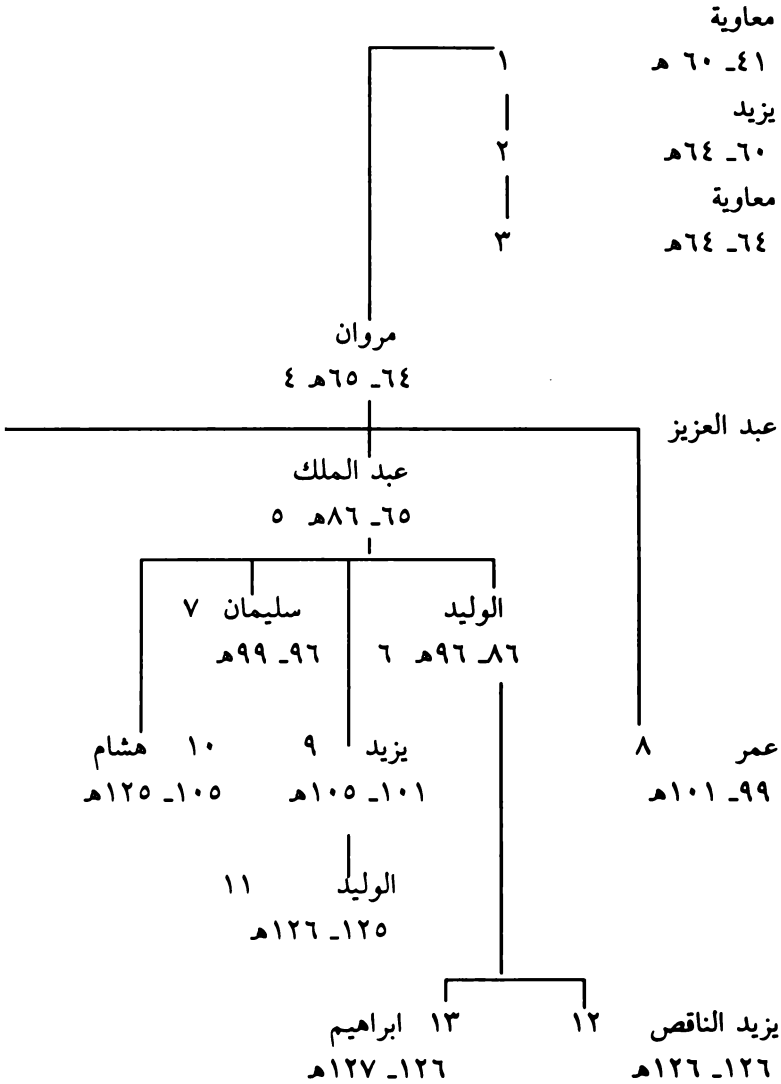 معاوية
٤١ـ ٦٠ هـ
١
يزيد
٦٠ـ ٦٤هـ
٢
معاوية
٦٤ـ ٦٤هـ
٣
مروان
٦٤ـ ٦٥هـ ٤
عبد العزيز
عبد الملك
٦٥ـ ٨٦هـ ٥
الوليد
سليمان ٧
٨٦ـ ٩٦هـ ٦
٩٦ـ ٩٩هـ
عمر ٨
يزيد ٩
١٠ هشام
٩٩ـ ١٠١هـ
١٠١ـ ١٠٥هـ
١٠٥ـ ١٢٥هـ
الوليد ١١
١٢٥ـ ١٢٦هـ
يزيد الناقص ١٢
١٣ ابراهيم
١٢٦ـ ١٢٦هـ
١٢٦ـ ١٢٧هـ